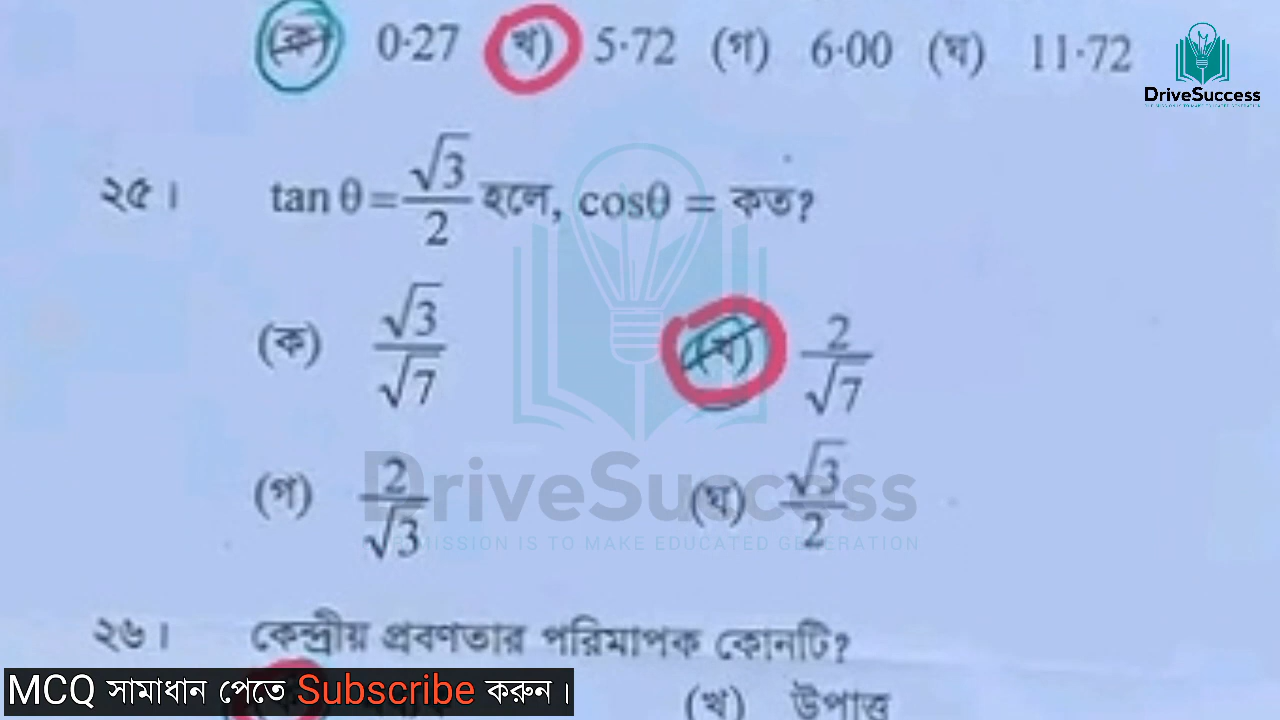 (ক) 0·27 (খ) 5·72 (গ) 6·00 (ঘ) 11·72
DriveSuccess
২৫। tan θ = √3/2 হলে, cosθ = কত?
(ক) √3/√7 (খ) 2/√7
DriveSuccess
(গ) 2/√3 (ঘ) √3/2
MISSION IS TO MAKE EDUCATED GENERATION
২৬। কেন্দ্রীয় প্রবণতার পরিমাপক কোনটি?
(খ) উপাত্ত
MCQ সামাধান পেতে Subscribe করুন।